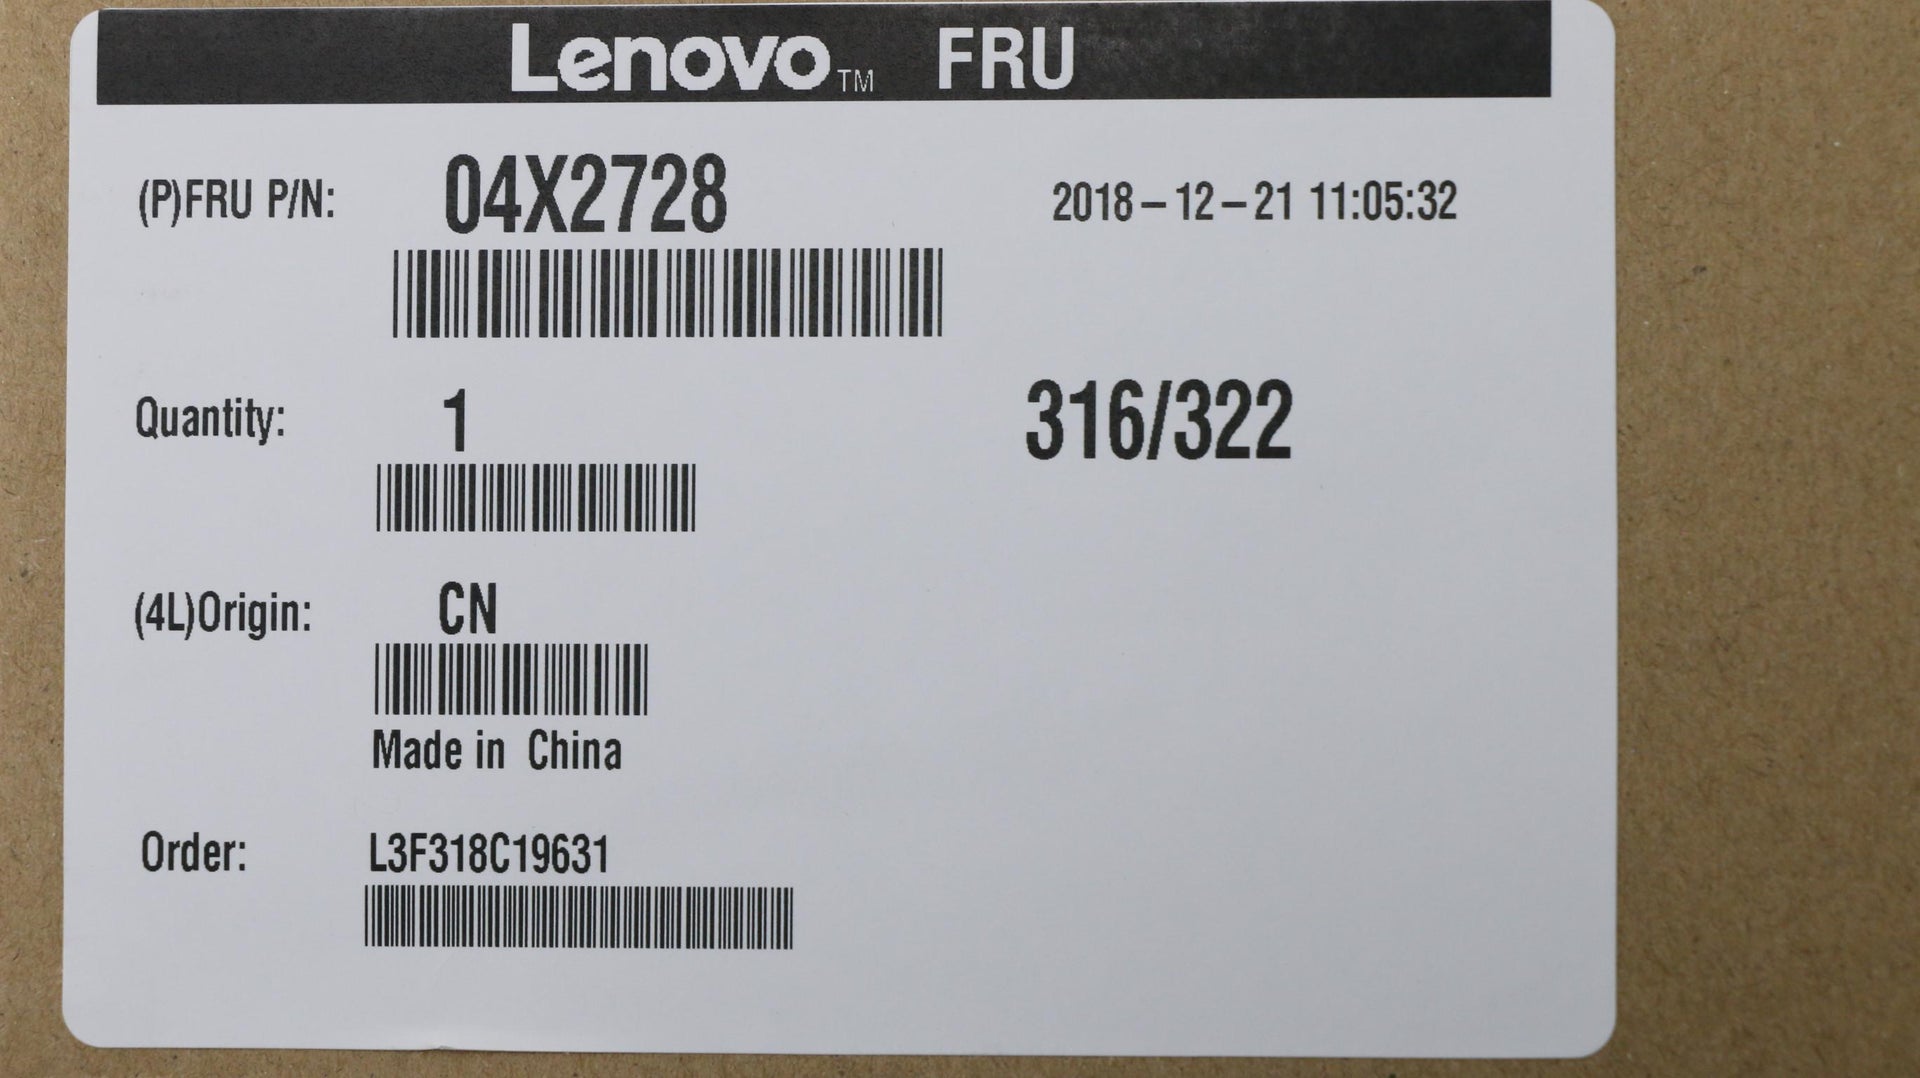 Lenovo™ FRU
(P)FRU P/N: 04X2728 2018-12-21 11:05:32
Quantity: 1 316/322
(4L)Origin: CN
Made in China
Order: L3F318C19631